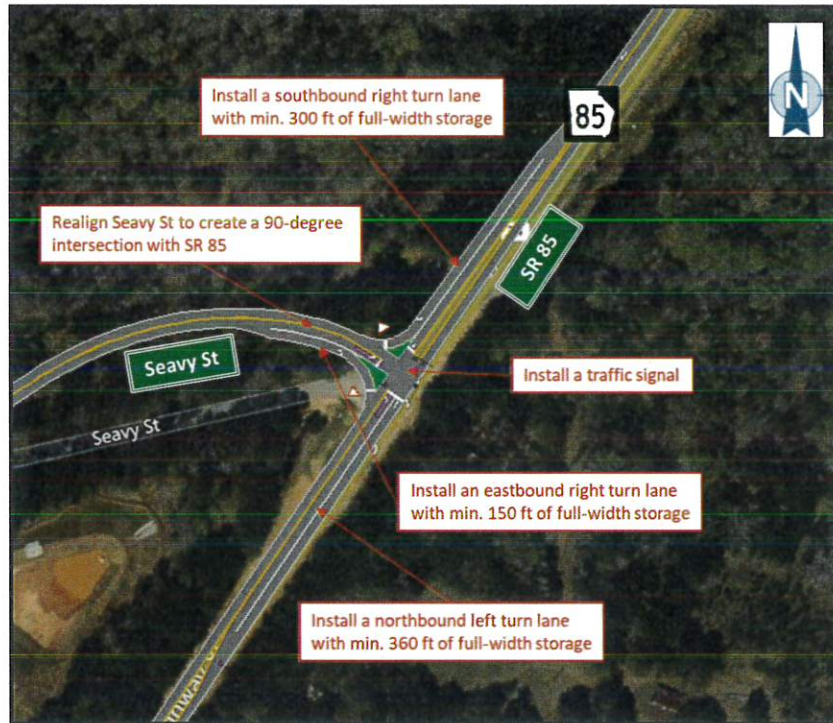 Install a southbound right turn lane
with min. 300 ft of full-width storage
85
N
Realign Seavy St to create a 90-degree
intersection with SR 85
SR 85
Seavy St
Install a traffic signal
Seavy St
Install an eastbound right turn lane
with min. 150 ft of full-width storage
Install a northbound left turn lane
with min. 360 ft of full-width storage